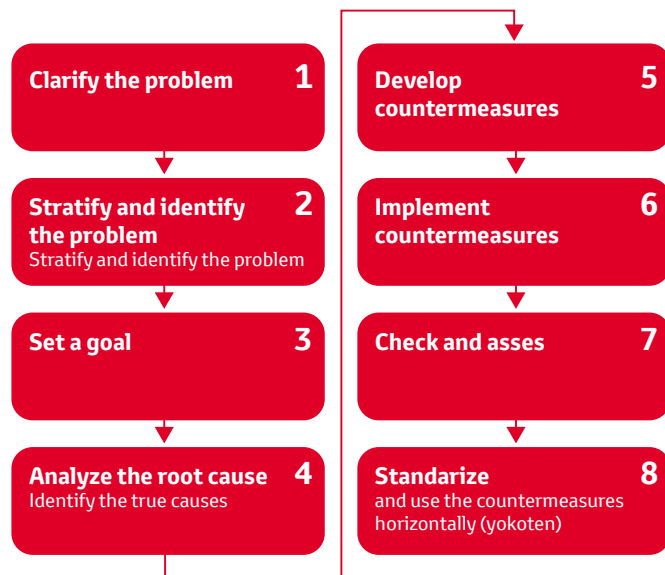 Clarify the problem 1
Stratify and identify 2
the problem
Stratify and identify the problem
Set a goal 3
Analyze the root cause 4
Identify the true causes
Develop 5
countermeasures
Implement 6
countermeasures
Check and asses 7
Standarize 8
and use the countermeasures
horizontally (yokoten)